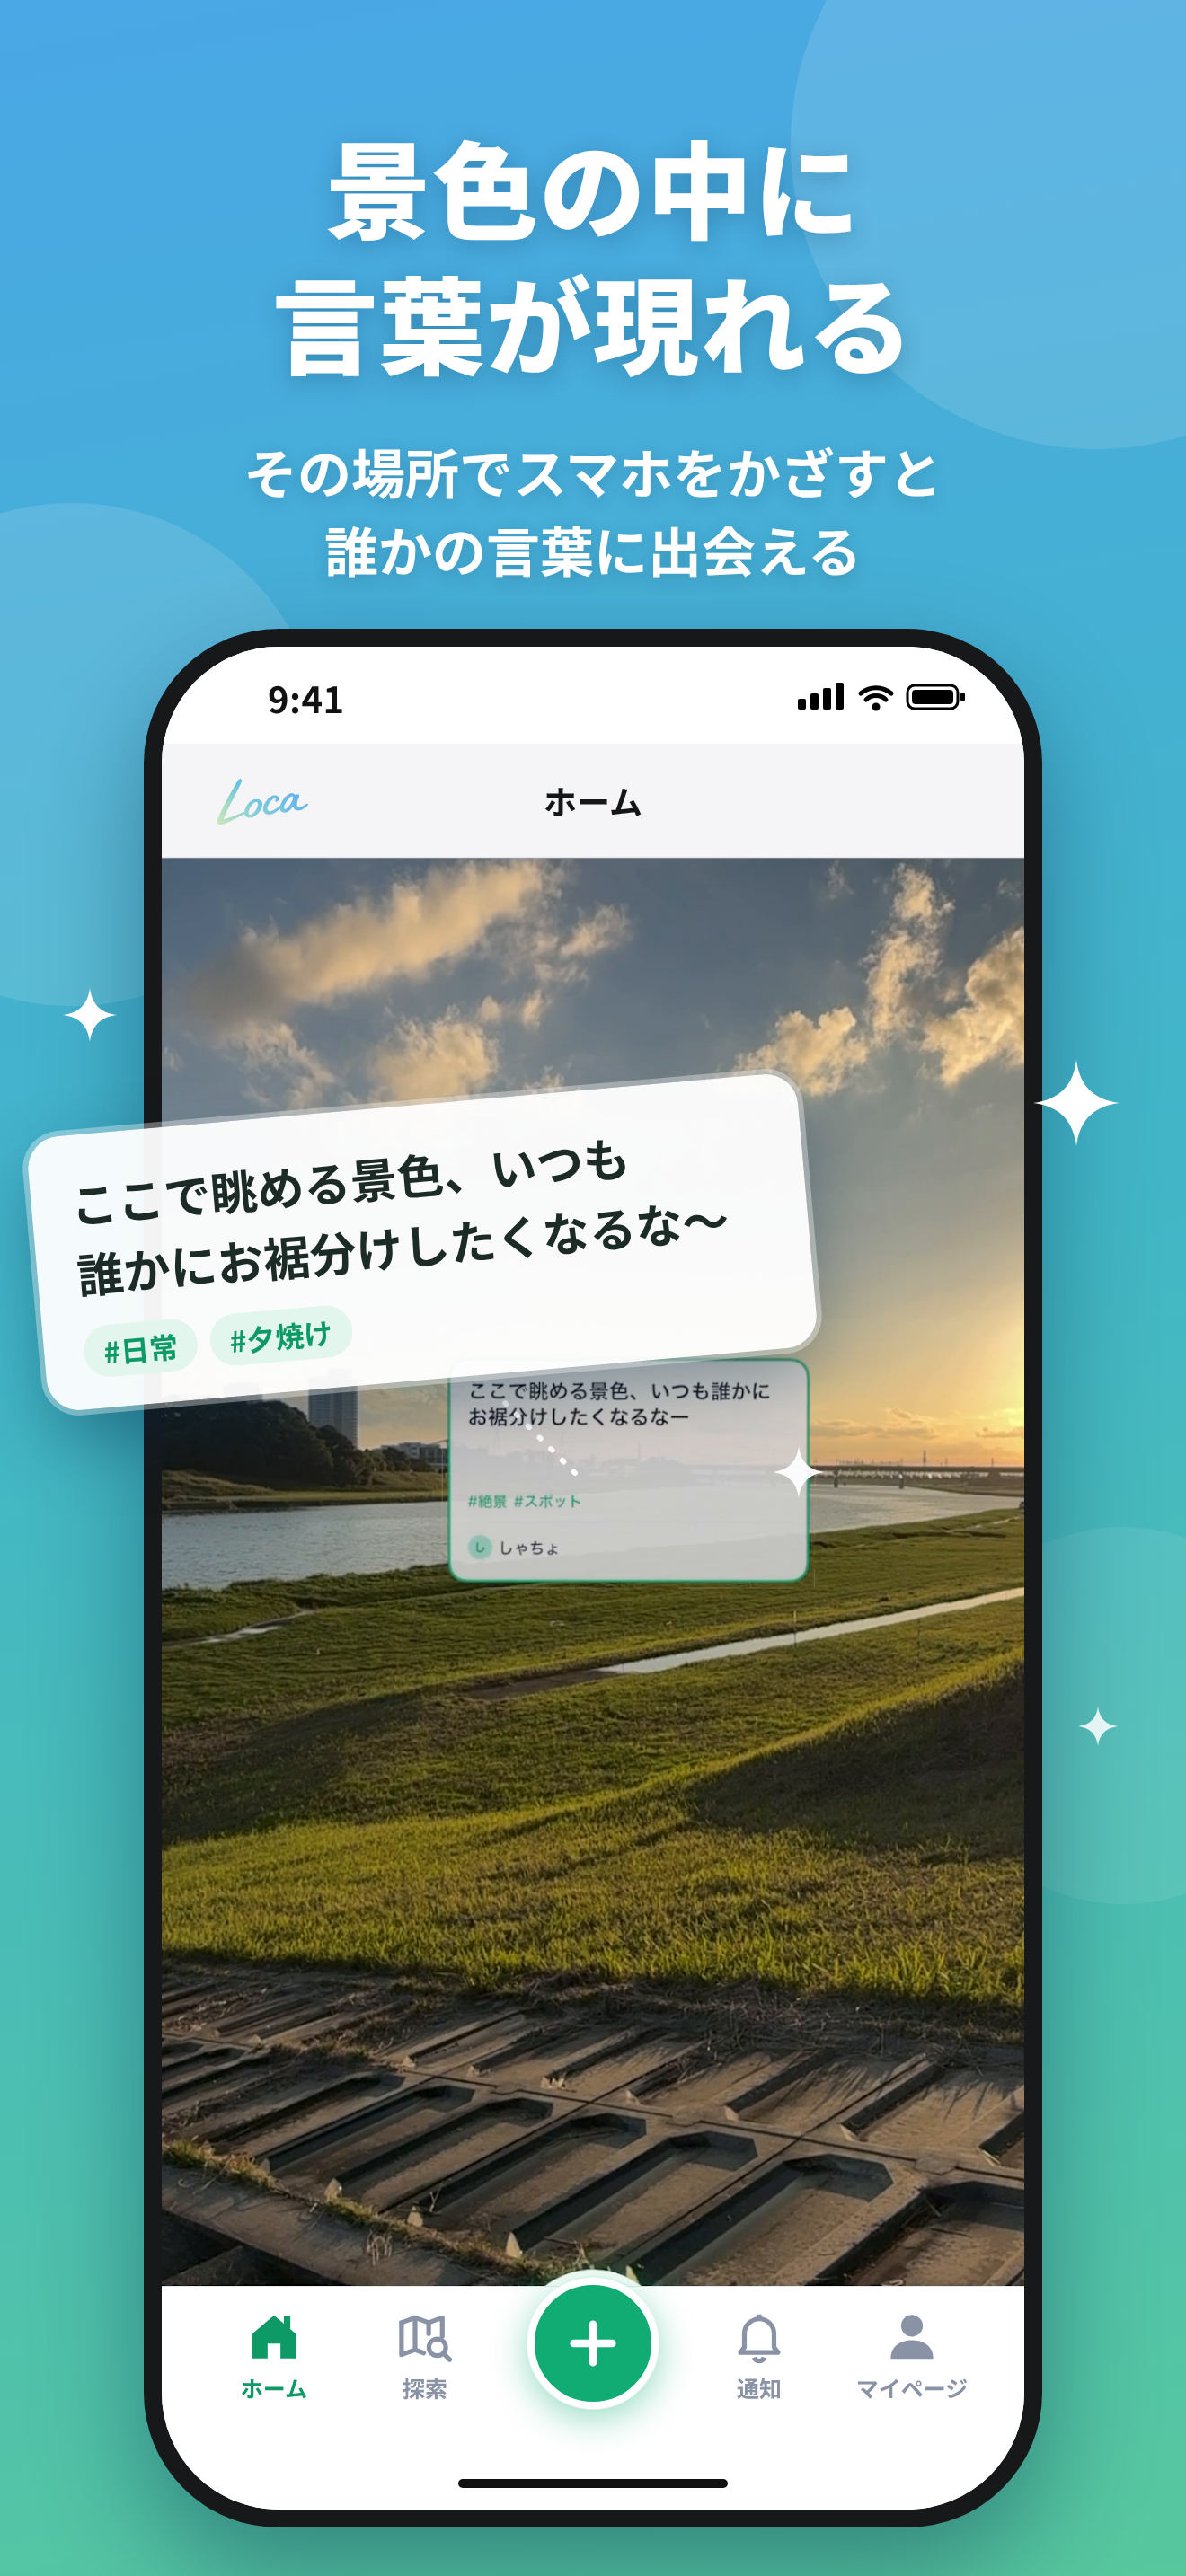 景色の中に
言葉が現れる
その場所でスマホをかざすと
誰かの言葉に出会える
9:41
Loca
ホーム
ここで眺める景色、いつも
誰かにお裾分けしたくなるな〜
#日常 #夕焼け
ここで眺める景色、いつも誰かに
お裾分けしたくなるなー
#絶景 #スポット
し しゃちょ
ホーム 探索 通知 マイページ